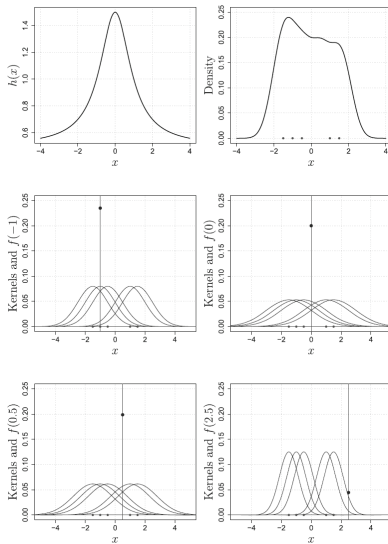 h(x)
0.6 0.8 1.0 1.2 1.4
−4 −2 0 2 4
x
Density
0.00 0.05 0.10 0.15 0.20 0.25
−4 −2 0 2 4
x
Kernels and f(−1)
0.00 0.05 0.10 0.15 0.20 0.25
−4 −2 0 2 4
x
Kernels and f(0)
0.00 0.05 0.10 0.15 0.20 0.25
−4 −2 0 2 4
x
Kernels and f(0.5)
0.00 0.05 0.10 0.15 0.20 0.25
−4 −2 0 2 4
x
Kernels and f(2.5)
0.00 0.05 0.10 0.15 0.20 0.25
−4 −2 0 2 4
x